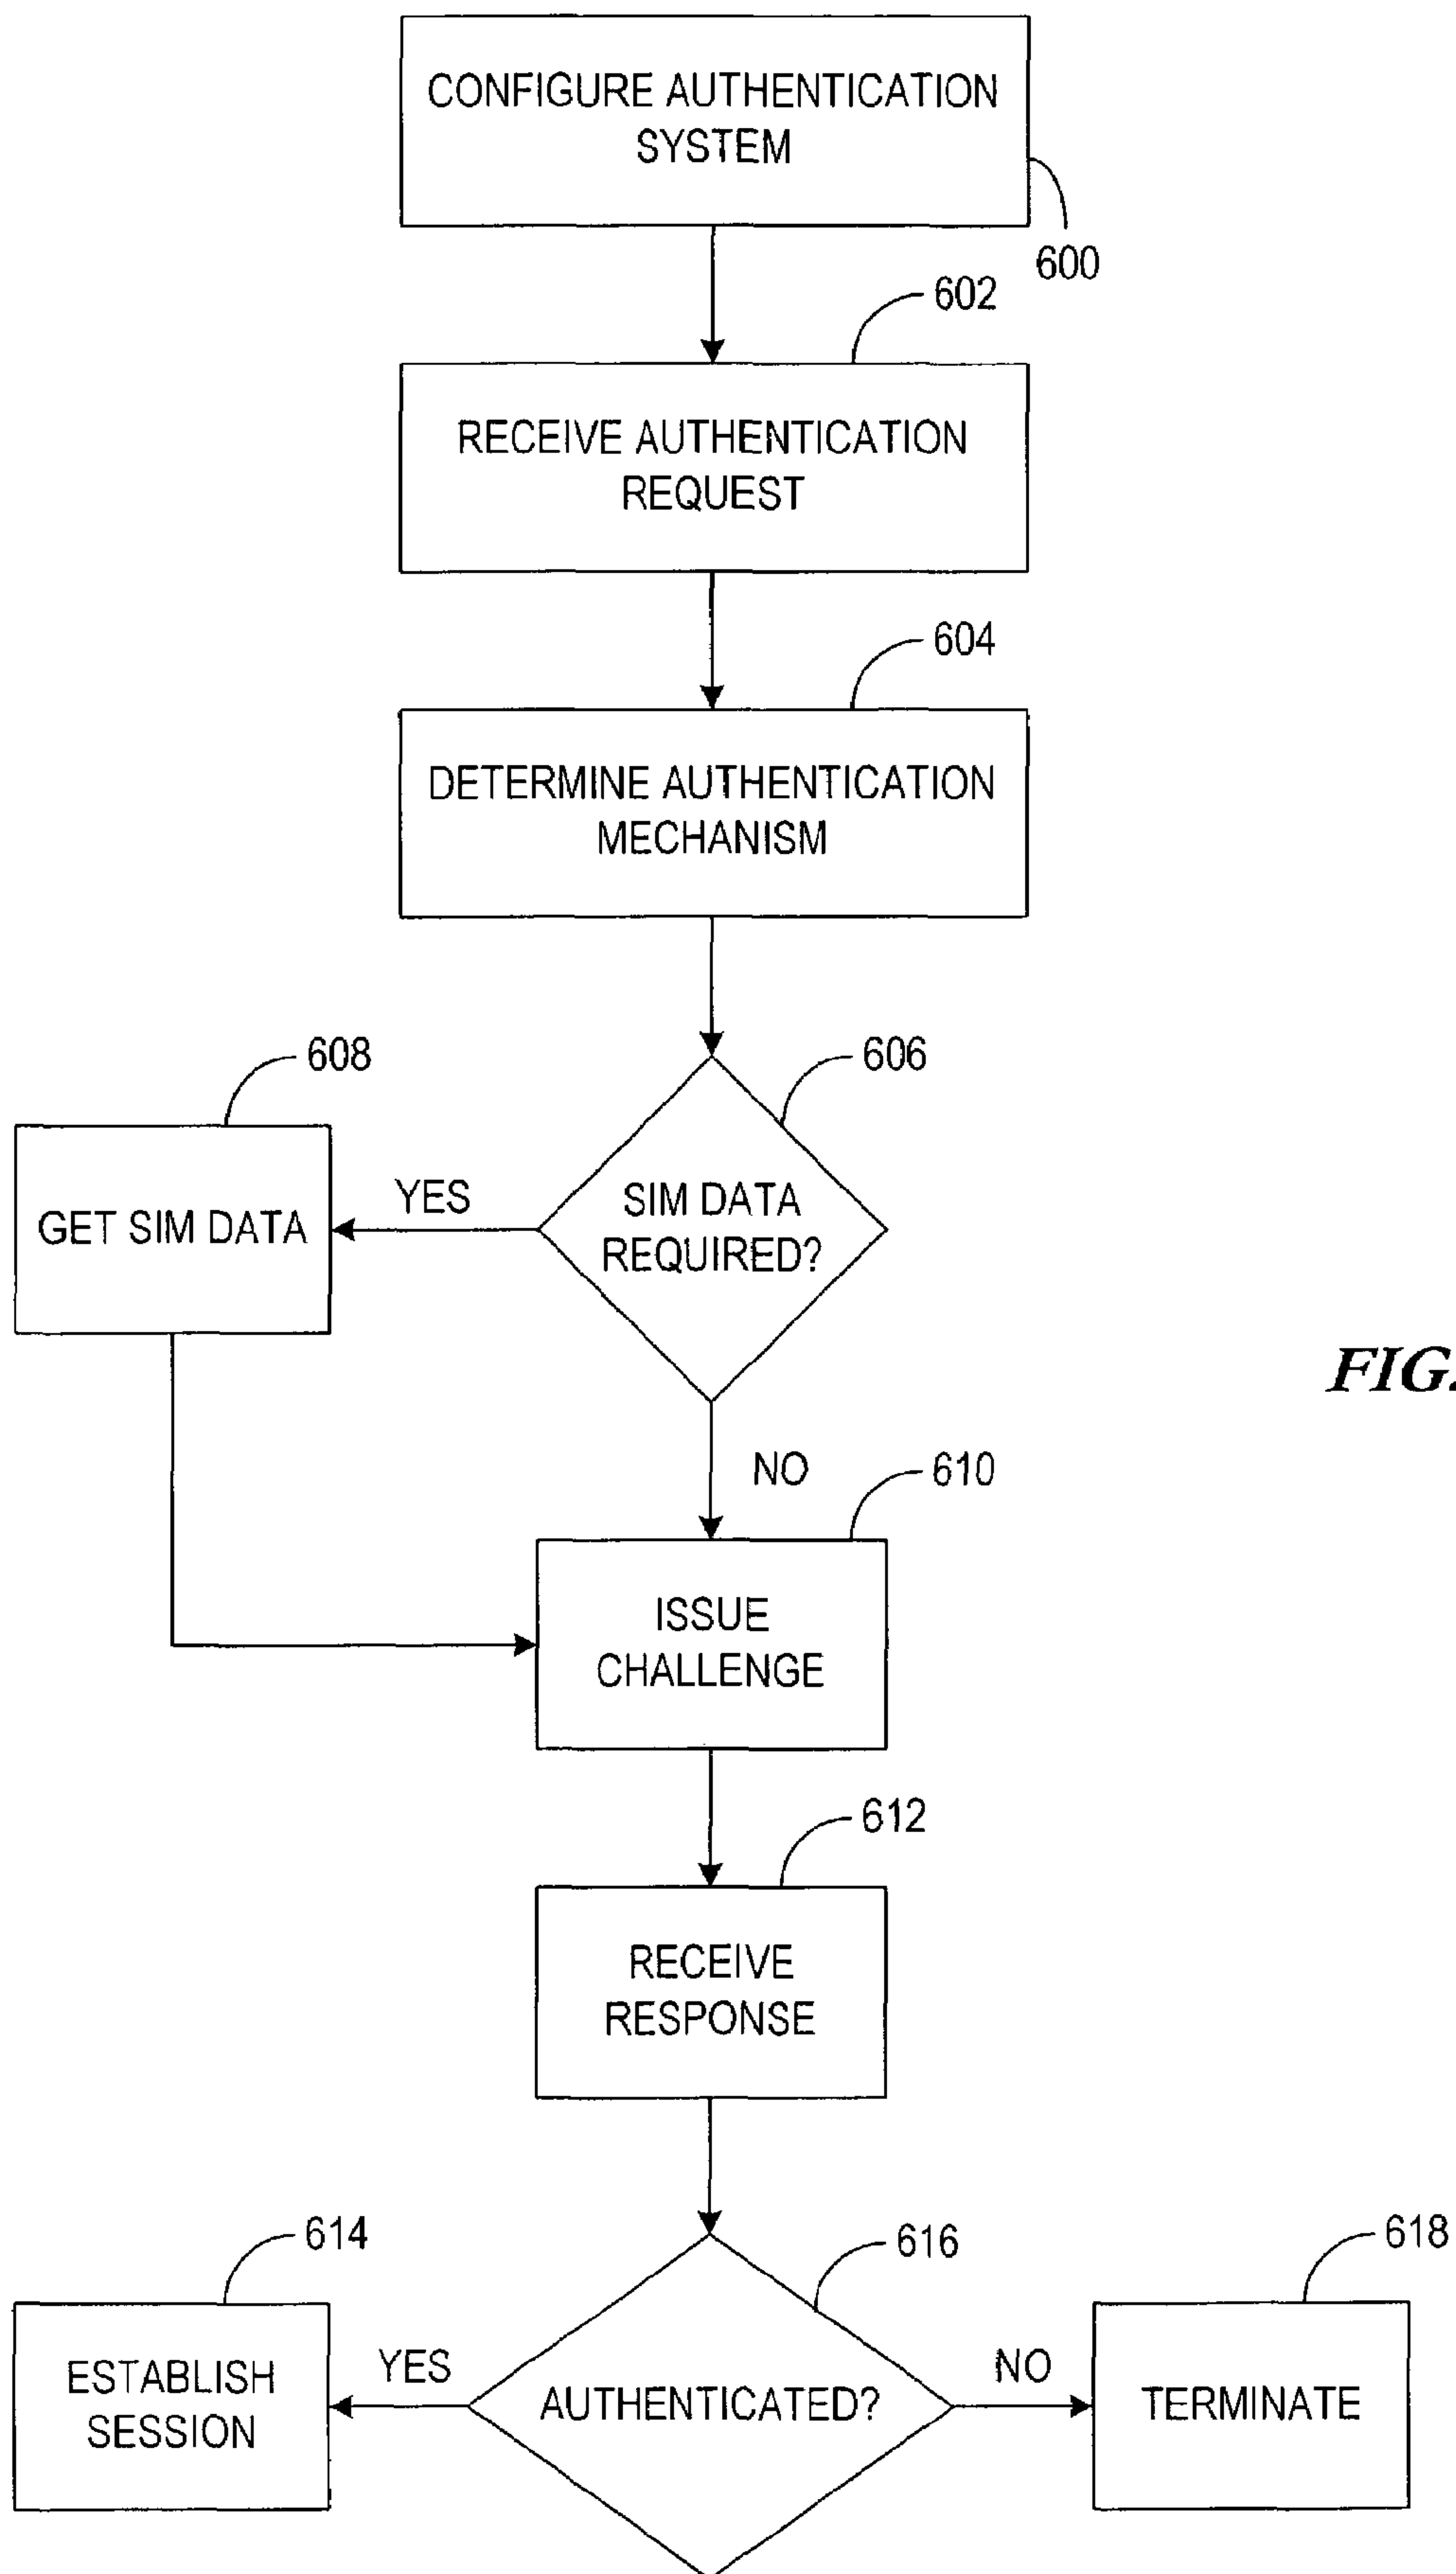 CONFIGURE AUTHENTICATION
SYSTEM
600
602
RECEIVE AUTHENTICATION
REQUEST
604
DETERMINE AUTHENTICATION
MECHANISM
608
606
GET SIM DATA
YES
SIM DATA
REQUIRED?
FIG.
NO
610
ISSUE
CHALLENGE
612
RECEIVE
RESPONSE
614
616
618
ESTABLISH
SESSION
YES
AUTHENTICATED?
NO
TERMINATE